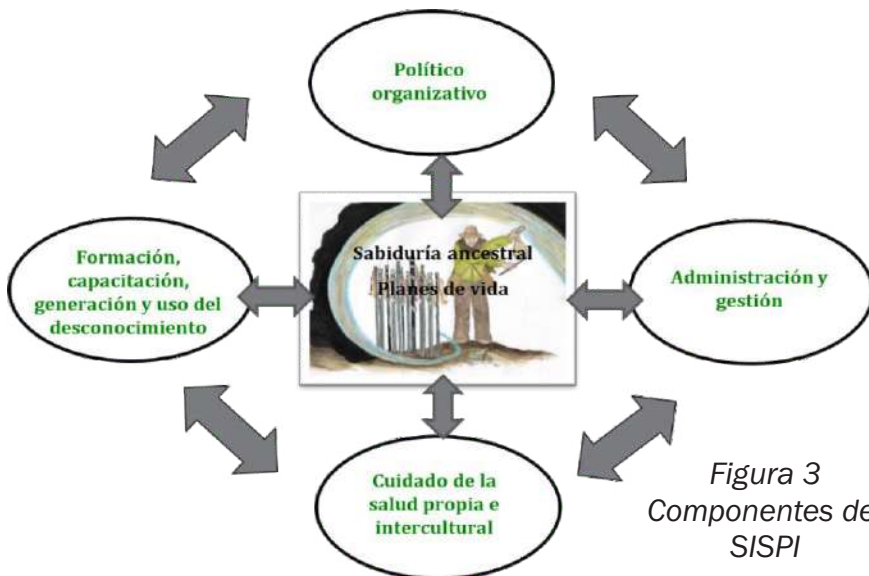 Político
organizativo
Formación,
capacitación,
generación y uso del
desconocimiento
Sabiduría ancestral
Planes de vida
Administración y
gestión
Cuidado de la
salud propia e
intercultural
Figura 3
Componentes de
SISPI